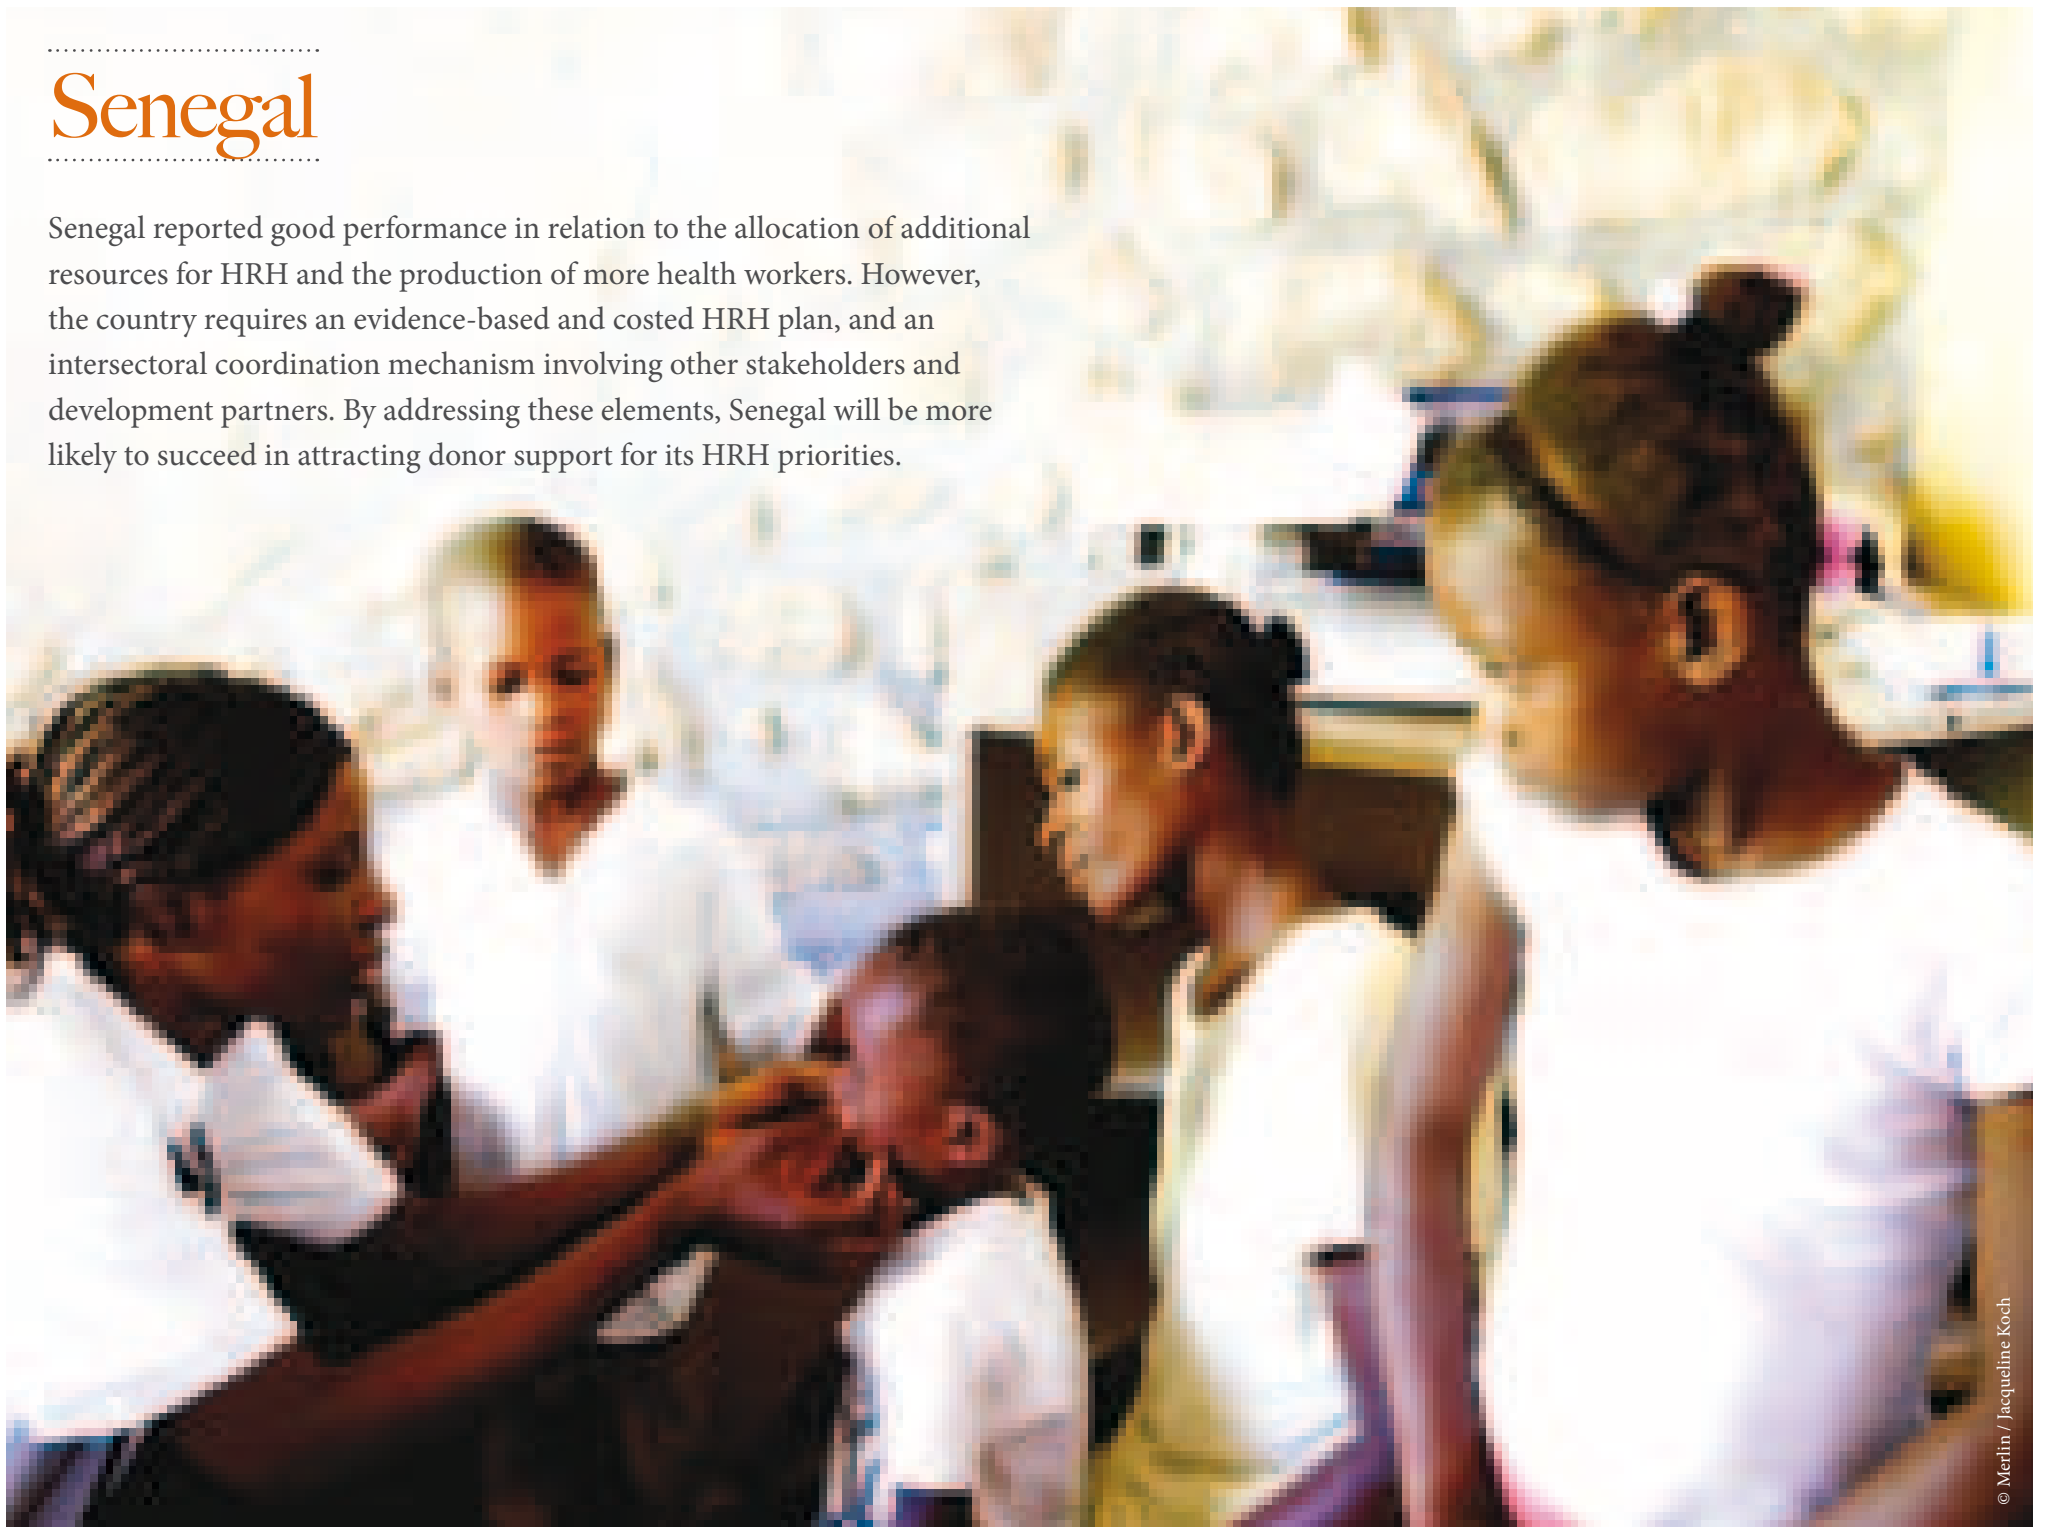 Senegal
Senegal reported good performance in relation to the allocation of additional
resources for HRH and the production of more health workers. However,
the country requires an evidence-based and costed HRH plan, and an
intersectoral coordination mechanism involving other stakeholders and
development partners. By addressing these elements, Senegal will be more
likely to succeed in attracting donor support for its HRH priorities.
© Merlin / Jacqueline Koch